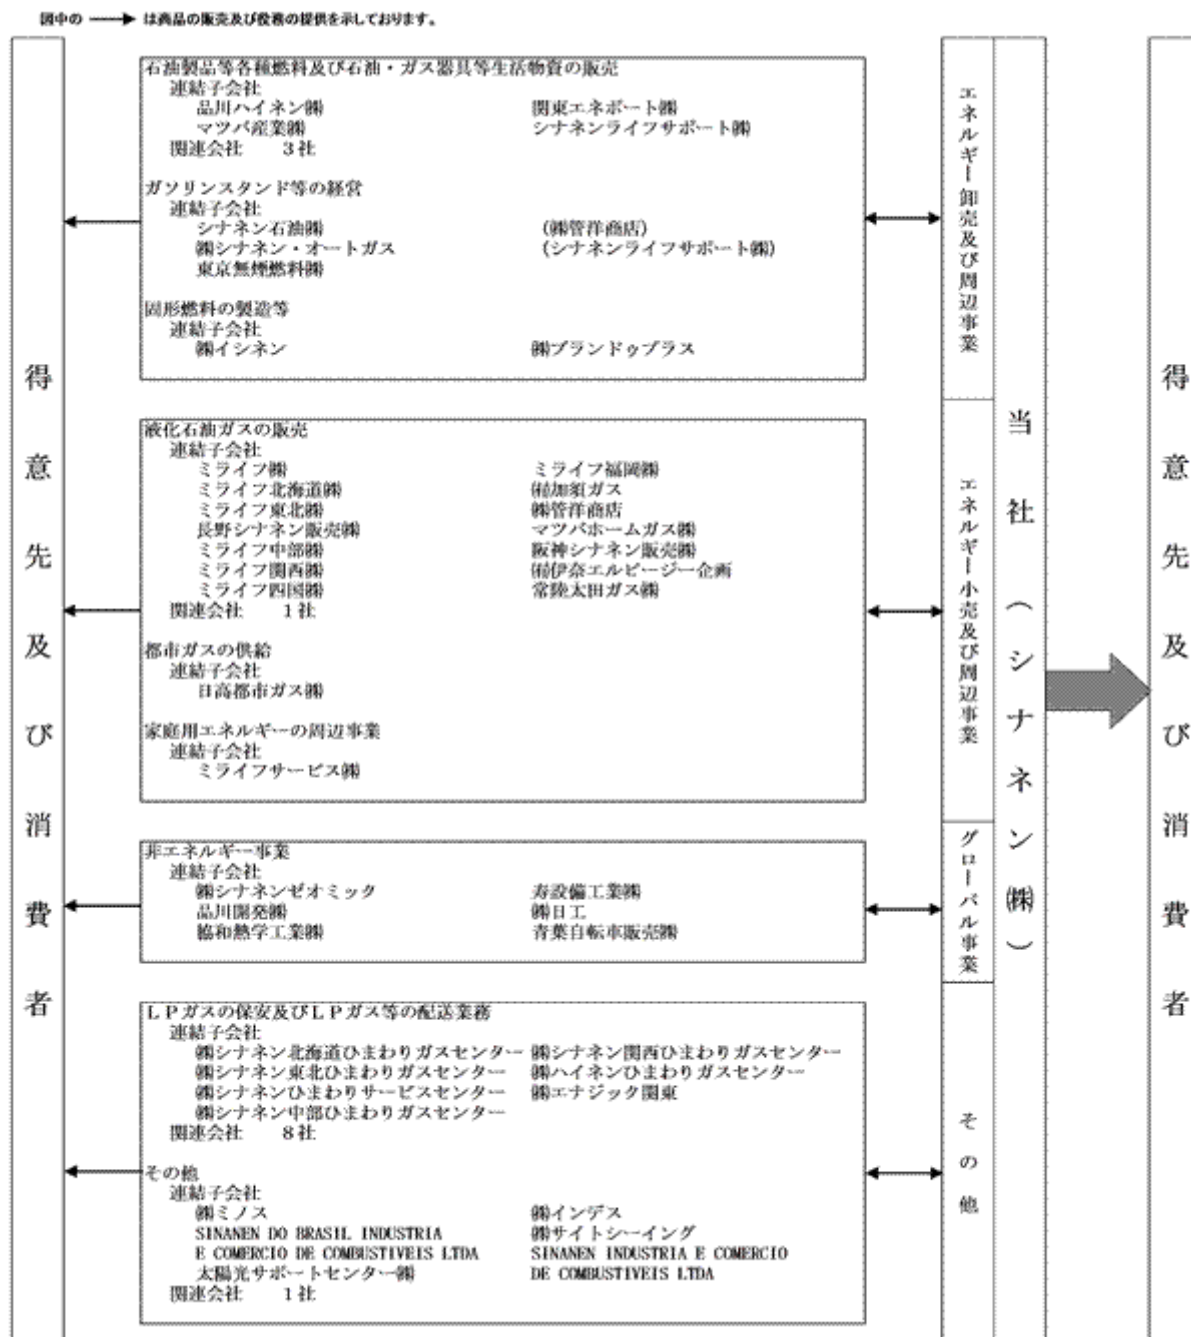 図中の ──→ は商品の販売及び役務の提供を示しております。
得意先及び消費者
石油製品等各種燃料及び石油・ガス器具等生活物資の販売
連結子会社
品川ハイネン㈱ 関東エネポート㈱
マツバ産業㈱ シナネンライフサポート㈱
関連会社 3社
ガソリンスタンド等の経営
連結子会社
シナネン石油㈱ (㈱管洋商店)
㈱シナネン・オートガス (シナネンライフサポート㈱)
東京無煙燃料㈱
固形燃料の製造等
連結子会社
㈱イシネン ㈱ブランドゥプラス
エネルギー卸売及び周辺事業
液化石油ガスの販売
連結子会社
ミライフ㈱ ミライフ福岡㈱
ミライフ北海道㈱ ㈲加須ガス
ミライフ東北㈱ ㈱管洋商店
長野シナネン販売㈱ マツバホームガス㈱
ミライフ中部㈱ 阪神シナネン販売㈱
ミライフ関西㈱ ㈲伊奈エルピージー企画
ミライフ四国㈱ 常陸太田ガス㈱
関連会社 1社
都市ガスの供給
連結子会社
日高都市ガス㈱
家庭用エネルギーの周辺事業
連結子会社
ミライフサービス㈱
エネルギー小売及び周辺事業
非エネルギー事業
連結子会社
㈱シナネンゼオミック 寿設備工業㈱
品川開発㈱ ㈱日工
協和熱学工業㈱ 青葉自転車販売㈱
グローバル事業
LPガスの保安及びLPガス等の配送業務
連結子会社
㈱シナネン北海道ひまわりガスセンター ㈱シナネン関西ひまわりガスセンター
㈱シナネン東北ひまわりガスセンター ㈱ハイネンひまわりガスセンター
㈱シナネンひまわりサービスセンター ㈱エナジック関東
㈱シナネン中部ひまわりガスセンター
関連会社 8社
その他
連結子会社
㈱ミノス ㈱インデス
SINANEN DO BRASIL INDUSTRIA ㈱サイトシーイング
E COMERCIO DE COMBUSTIVEIS LTDA SINANEN INDUSTRIA E COMERCIO
太陽光サポートセンター㈱ DE COMBUSTIVEIS LTDA
関連会社 1社
その他
当社(シナネン㈱)
得意先及び消費者